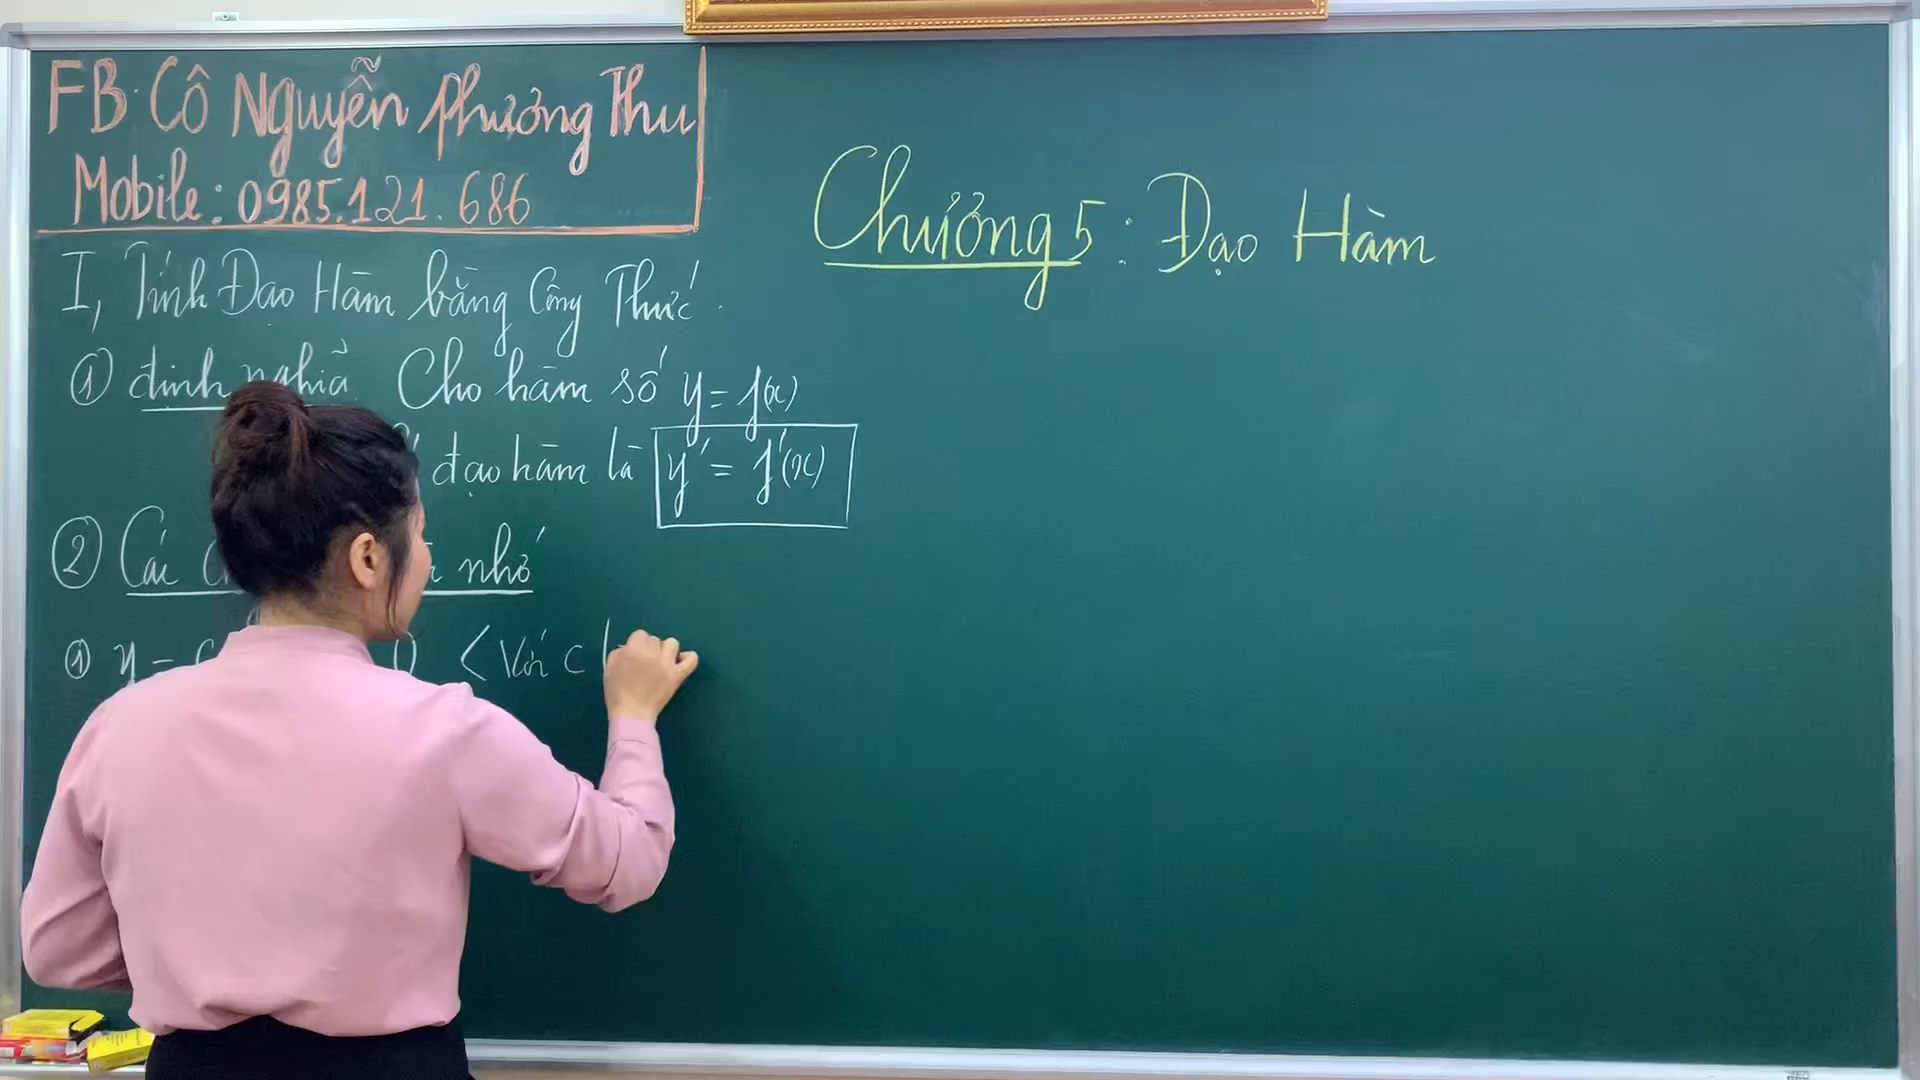 FB: Cô Nguyễn Phương Thu
Mobile: 0985.121.686
Chương 5: Đạo Hàm
I, Tính Đạo Hàm bằng Công Thức.
① định nghĩa Cho hàm số y = f(x)
đạo hàm là y' = f'(x)
② Các nhớ
① y = < Với c